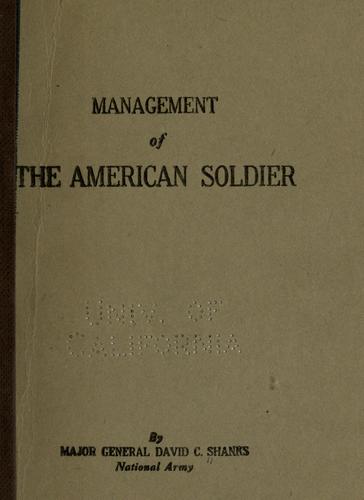 MANAGEMENT
of
THE AMERICAN SOLDIER
UNIV. OF
CALIFORNIA
By
MAJOR GENERAL DAVID C. SHANKS
National Army